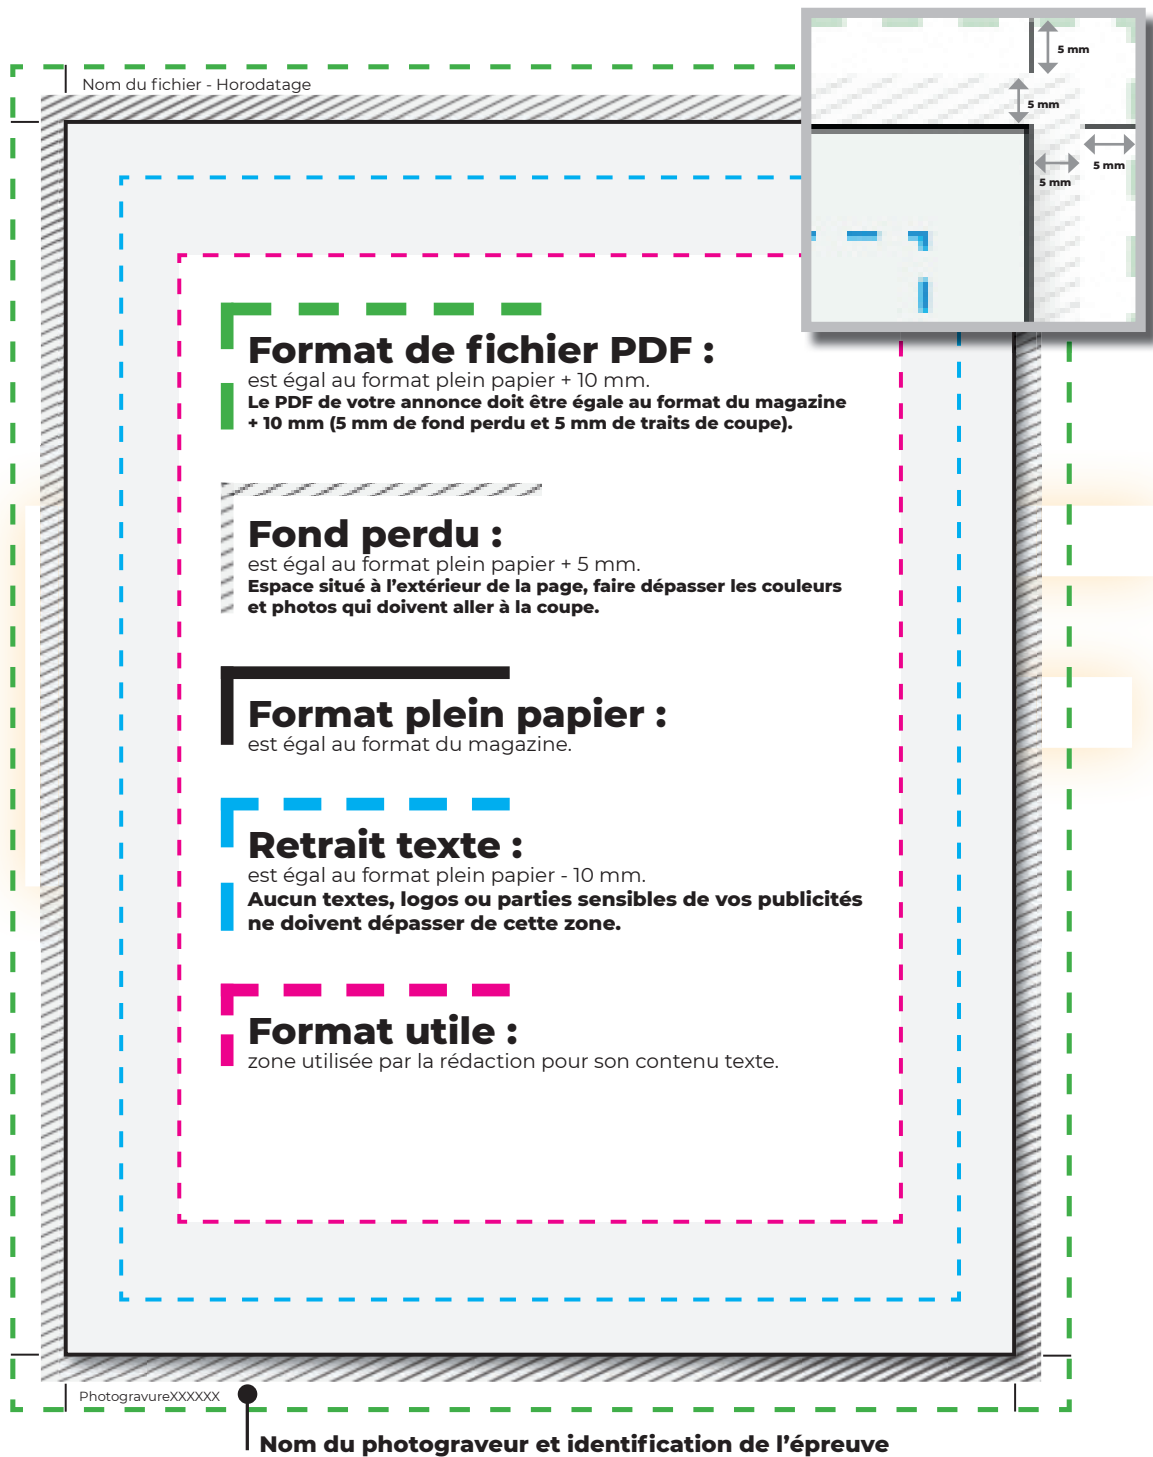 5 mm
5 mm
5 mm
5 mm
Nom du fichier - Horodatage
Format de fichier PDF :
est égal au format plein papier + 10 mm.
Le PDF de votre annonce doit être égale au format du magazine
+ 10 mm (5 mm de fond perdu et 5 mm de traits de coupe).
Fond perdu :
est égal au format plein papier + 5 mm.
Espace situé à l’extérieur de la page, faire dépasser les couleurs
et photos qui doivent aller à la coupe.
Format plein papier :
est égal au format du magazine.
Retrait texte :
est égal au format plein papier - 10 mm.
Aucun textes, logos ou parties sensibles de vos publicités
ne doivent dépasser de cette zone.
Format utile :
zone utilisée par la rédaction pour son contenu texte.
PhotogravureXXXXXX
Nom du photograveur et identification de l’épreuve